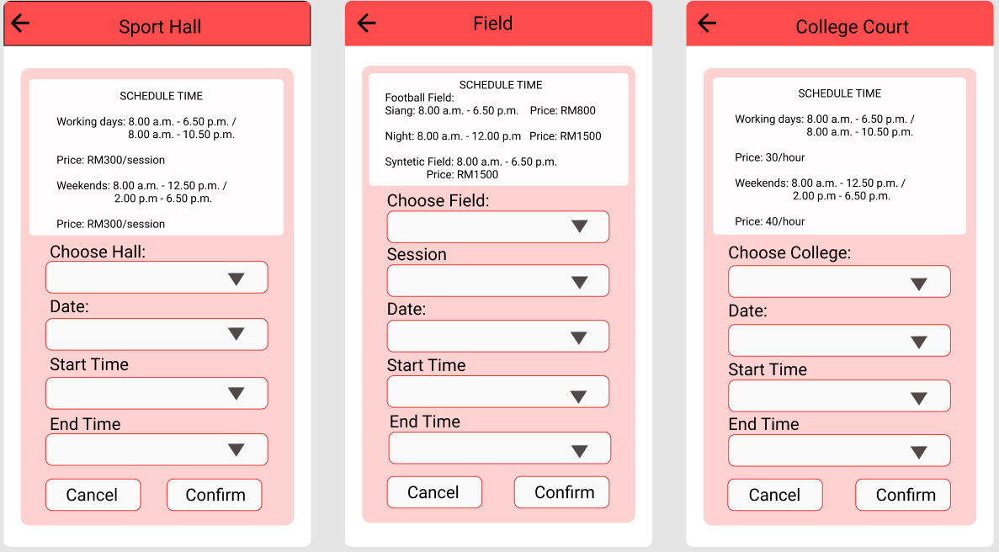 Sport Hall
SCHEDULE TIME
Working days: 8.00 a.m. - 6.50 p.m. /
8.00 a.m. - 10.50 p.m.
Price: RM300/session
Weekends: 8.00 a.m. - 12.50 p.m. /
2.00 p.m - 6.50 p.m.
Price: RM300/session
Choose Hall:
Date:
Start Time
End Time
Cancel Confirm
Field
SCHEDULE TIME
Football Field:
Siang: 8.00 a.m. - 6.50 p.m. Price: RM800
Night: 8.00 a.m. - 12.00 p.m Price: RM1500
Syntetic Field: 8.00 a.m. - 6.50 p.m.
Price: RM1500
Choose Field:
Session
Date:
Start Time
End Time
Cancel Confirm
College Court
SCHEDULE TIME
Working days: 8.00 a.m. - 6.50 p.m. /
8.00 a.m. - 10.50 p.m.
Price: 30/hour
Weekends: 8.00 a.m. - 12.50 p.m. /
2.00 p.m - 6.50 p.m.
Price: 40/hour
Choose College:
Date:
Start Time
End Time
Cancel Confirm